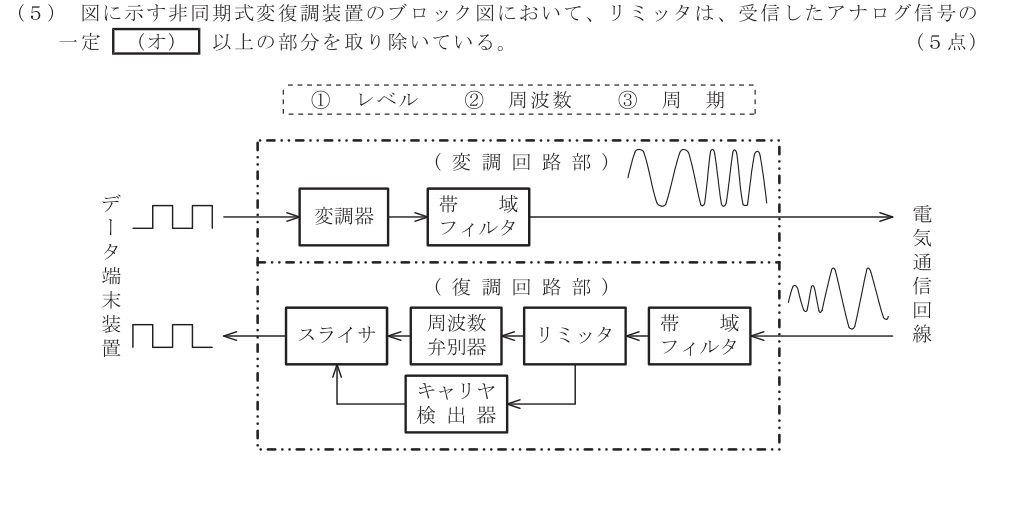 (5) 図に示す非同期式変復調装置のブロック図において、リミッタは、受信したアナログ信号の
一定 (オ) 以上の部分を取り除いている。 (5点)
① レベル ② 周波数 ③ 周期
(変調回路部)
データ端末装置
変調器
帯域
フィルタ
電気通信回線
(復調回路部)
スライサ
周波数
弁別器
リミッタ
帯域
フィルタ
キャリヤ
検出器